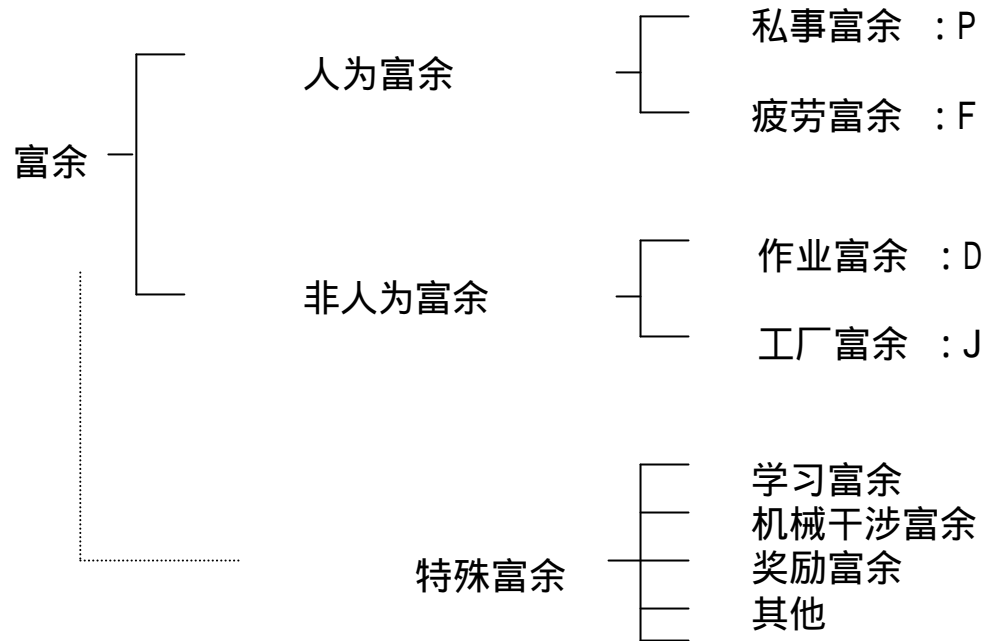 私事富余 :P
人为富余
疲劳富余 :F
富余
作业富余 :D
非人为富余
工厂富余 :J
学习富余
机械干涉富余
奖励富余
特殊富余
其他